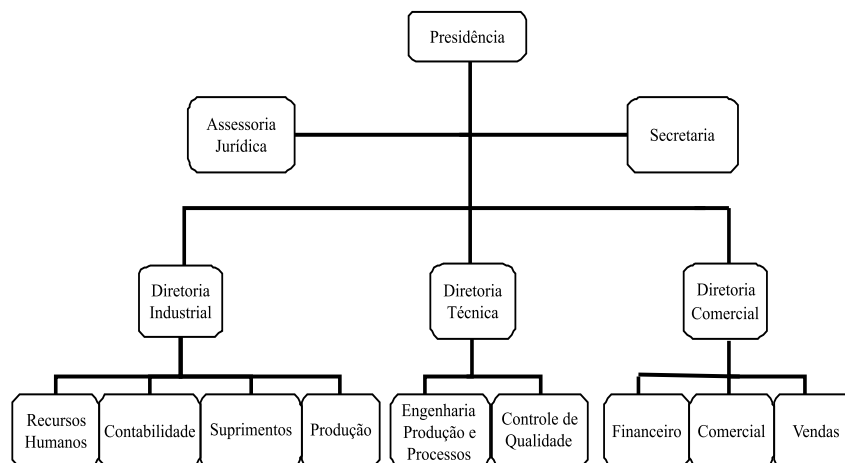 Presidência
Assessoria
Jurídica
Secretaria
Diretoria
Industrial
Diretoria
Técnica
Diretoria
Comercial
Recursos
Humanos
Contabilidade
Suprimentos
Produção
Engenharia
Produção e
Processos
Controle de
Qualidade
Financeiro
Comercial
Vendas